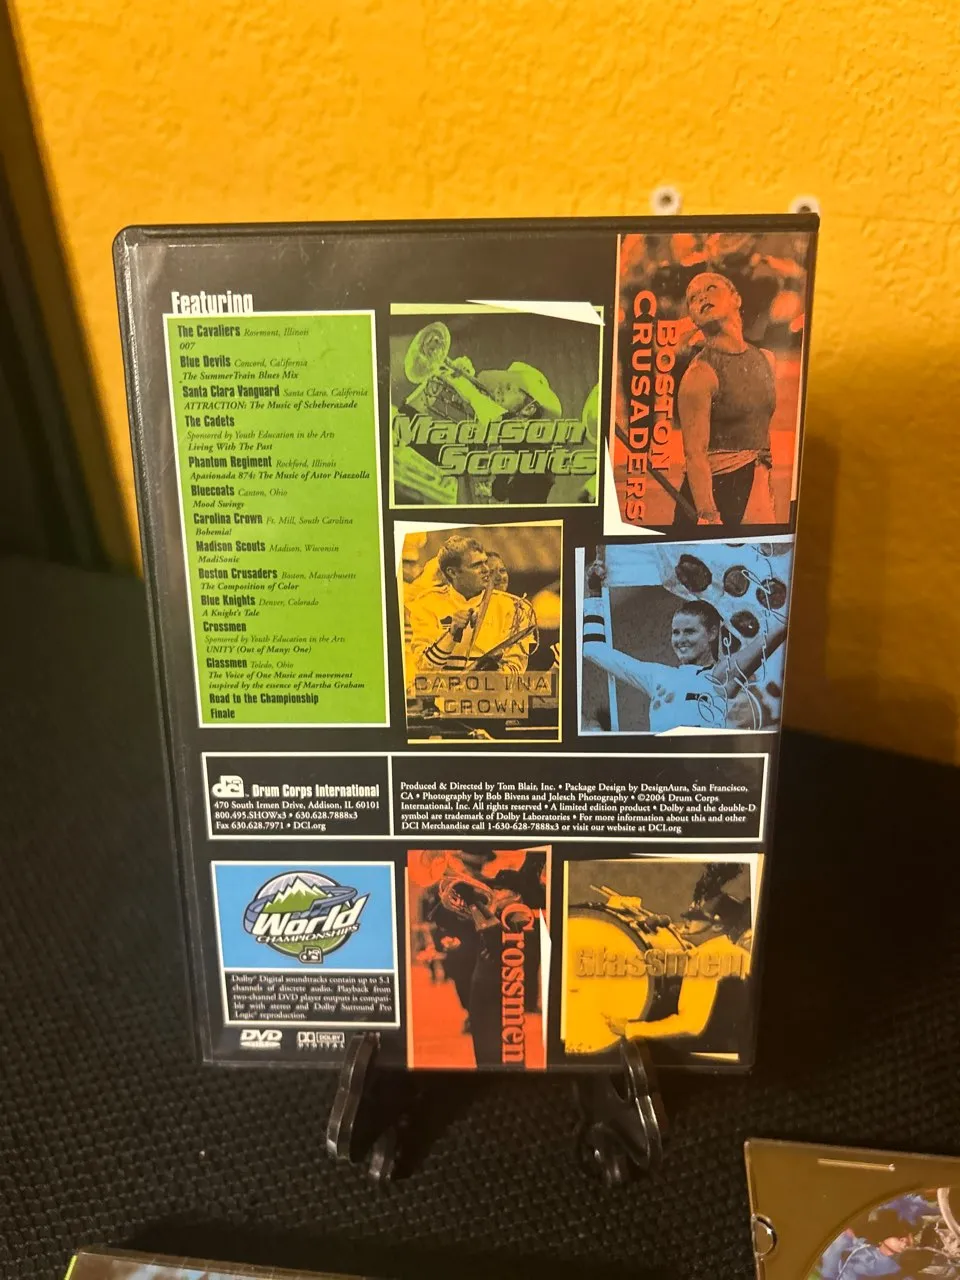 Featuring
The Cavaliers Rosemont, Illinois
007
Blue Devils Concord, California
The Summer Train Blues Mix
Santa Clara Vanguard Santa Clara, California
ATTRACTION: The Music of Scheherazade
The Cadets
Sponsored by Youth Education in the Arts
Living With The Past
Phantom Regiment Rockford, Illinois
Apasionada 874: The Music of Astor Piazzolla
Bluecoats Canton, Ohio
Mood Swings
Carolina Crown Ft. Mill, South Carolina
Bohemia!
Madison Scouts Madison, Wisconsin
MadiSonic
Boston Crusaders Boston, Massachusetts
The Composition of Color
Blue Knights Denver, Colorado
A Knight's Tale
Crossmen
Sponsored by Youth Education in the Arts
UNITY (Out of Many: One)
Glassmen Toledo, Ohio
The Voice of One Music and movement
inspired by the essence of Martha Graham
Road to the Championship
Finale
Madison
Scouts
BOSTON
CRUSADERS
CAROLINA
CROWN
dci Drum Corps International
470 South Irmen Drive, Addison, IL 60101
800.495.SHOWx3 • 630.628.7888x3
Fax 630.628.7971 • DCI.org
Produced & Directed by Tom Blair, Inc. • Package Design by DesignAura, San Francisco,
CA • Photography by Bob Bivens and Jolesch Photography • ©2004 Drum Corps
International, Inc. All rights reserved • A limited edition product • Dolby and the double-D
symbol are trademark of Dolby Laboratories • For more information about this and other
DCI Merchandise call 1-630-628-7888x3 or visit our website at DCI.org
World
CHAMPIONSHIPS
dci
Dolby® Digital soundtracks contain up to 5.1
channels of discrete audio. Playback from
two-channel DVD player outputs is compati-
ble with stereo and Dolby Surround Pro
Logic® reproduction.
DVD
DOLBY
DIGITAL
Crossmen
Glassmen